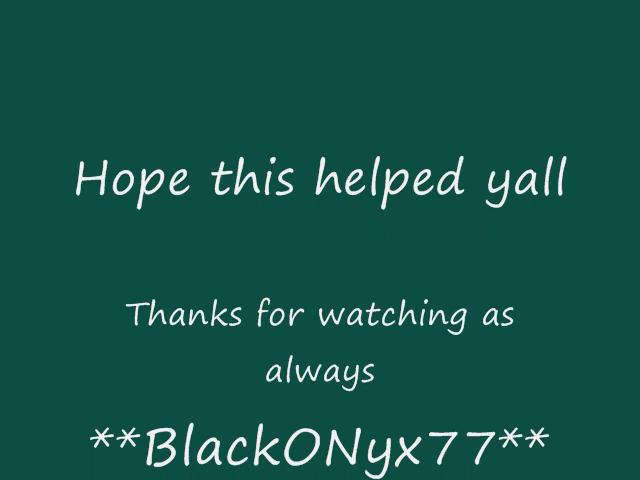 Hope this helped yall
Thanks for watching as
always
**BlackONyx77**